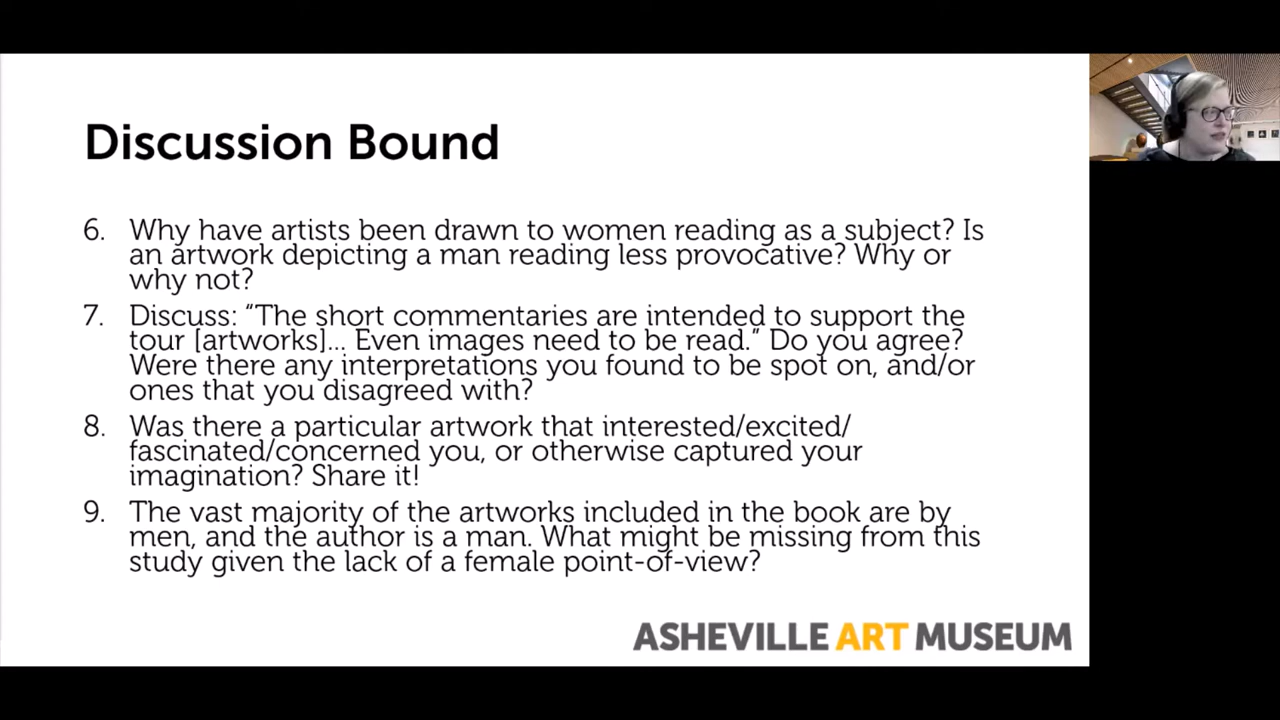 Discussion Bound
6. Why have artists been drawn to women reading as a subject? Is
an artwork depicting a man reading less provocative? Why or
why not?
7. Discuss: “The short commentaries are intended to support the
tour [artworks]... Even images need to be read.” Do you agree?
Were there any interpretations you found to be spot on, and/or
ones that you disagreed with?
8. Was there a particular artwork that interested/excited/
fascinated/concerned you, or otherwise captured your
imagination? Share it!
9. The vast majority of the artworks included in the book are by
men, and the author is a man. What might be missing from this
study given the lack of a female point-of-view?
ASHEVILLE ART MUSEUM